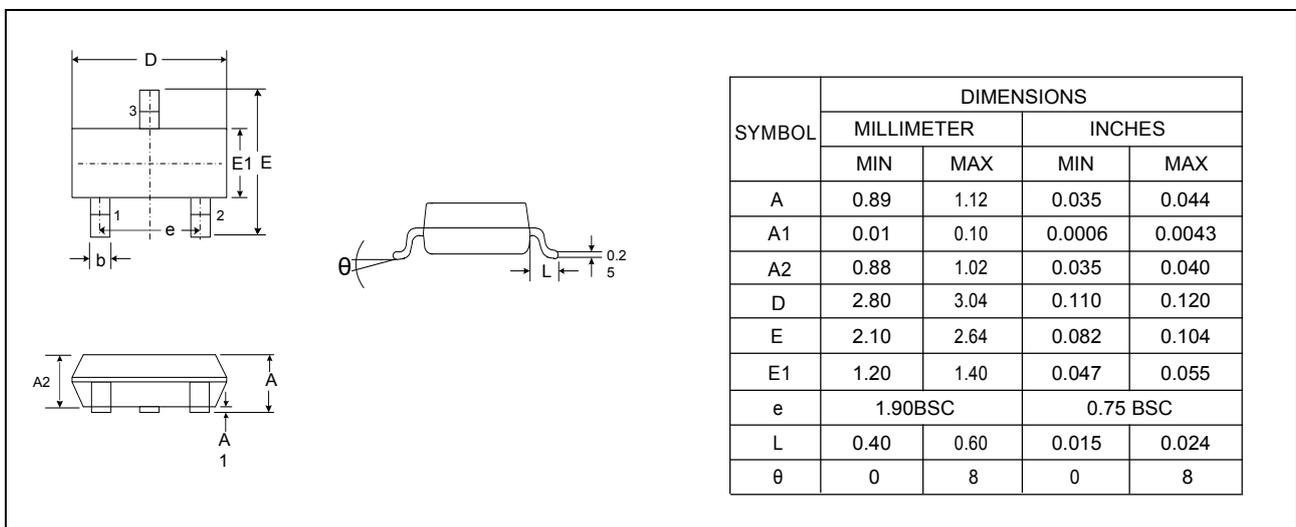 D
3
E1 E
1 2
e
b
θ
L
0.2
5
A2
A
A
1
SYMBOL
DIMENSIONS
MILLIMETER INCHES
MIN MAX MIN MAX
A 0.89 1.12 0.035 0.044
A1 0.01 0.10 0.0006 0.0043
A2 0.88 1.02 0.035 0.040
D 2.80 3.04 0.110 0.120
E 2.10 2.64 0.082 0.104
E1 1.20 1.40 0.047 0.055
e 1.90BSC 0.75 BSC
L 0.40 0.60 0.015 0.024
θ 0 8 0 8